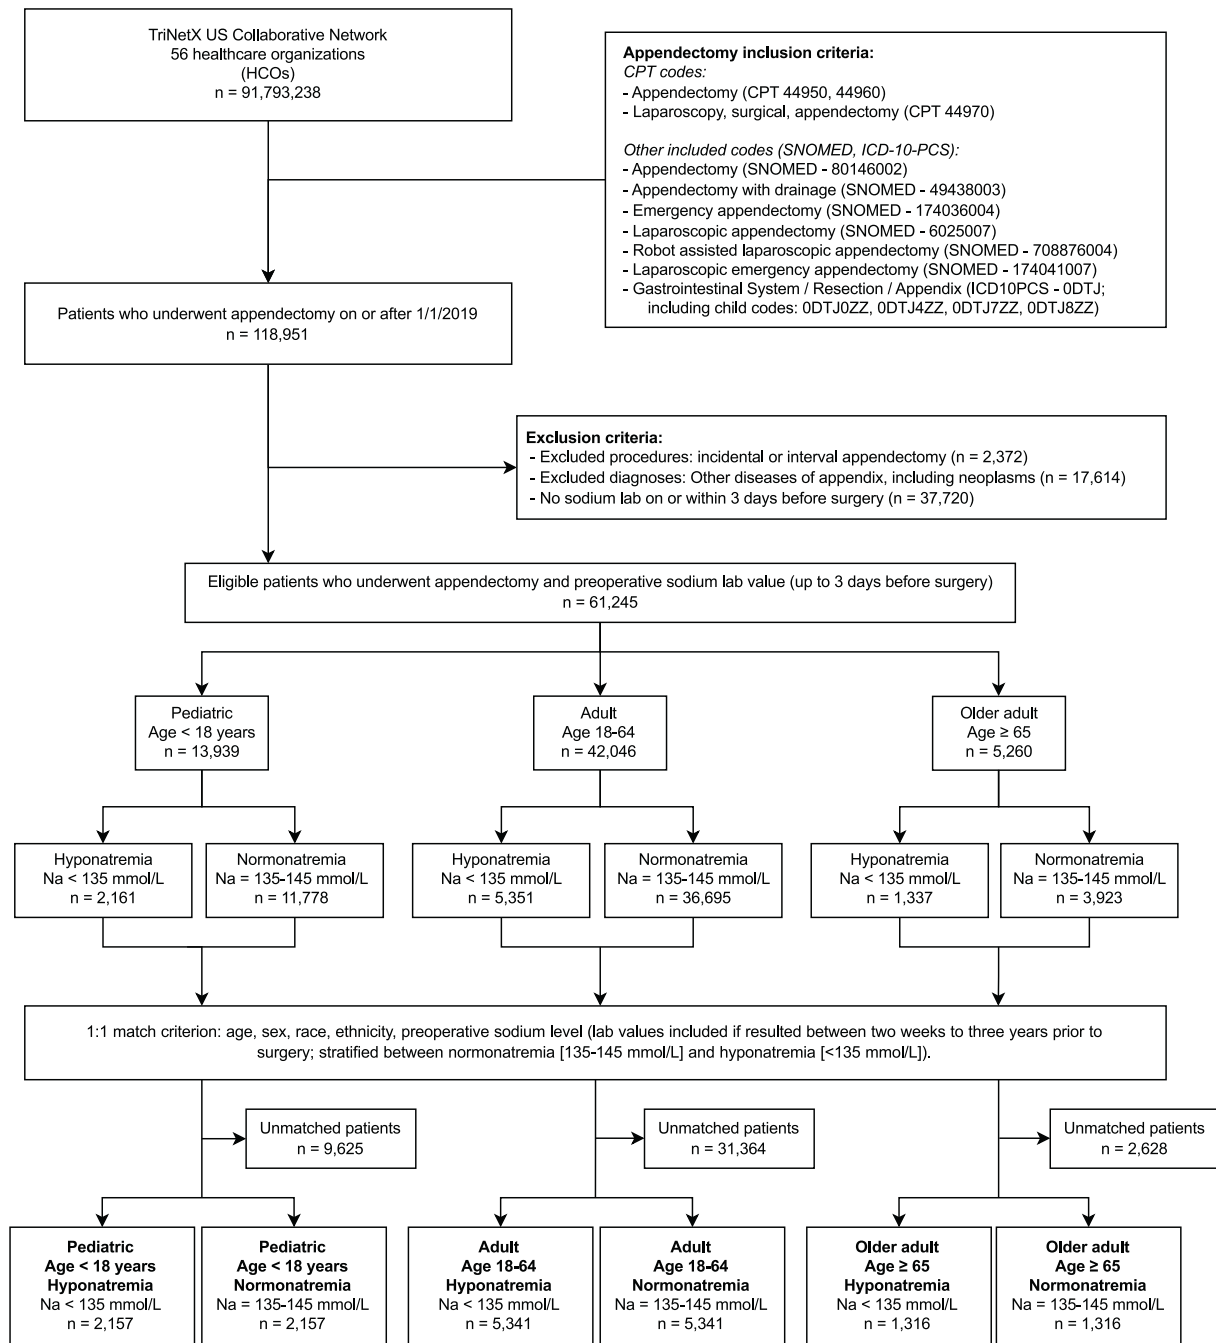 TriNetX US Collaborative Network
56 healthcare organizations
(HCOs)
n = 91,793,238
Appendectomy inclusion criteria:
CPT codes:
- Appendectomy (CPT 44950, 44960)
- Laparoscopy, surgical, appendectomy (CPT 44970)
Other included codes (SNOMED, ICD-10-PCS):
- Appendectomy (SNOMED - 80146002)
- Appendectomy with drainage (SNOMED - 49438003)
- Emergency appendectomy (SNOMED - 174036004)
- Laparoscopic appendectomy (SNOMED - 6025007)
- Robot assisted laparoscopic appendectomy (SNOMED - 708876004)
- Laparoscopic emergency appendectomy (SNOMED - 174041007)
- Gastrointestinal System / Resection / Appendix (ICD10PCS - 0DTJ;
including child codes: 0DTJ0ZZ, 0DTJ4ZZ, 0DTJ7ZZ, 0DTJ8ZZ)
Patients who underwent appendectomy on or after 1/1/2019
n = 118,951
Exclusion criteria:
- Excluded procedures: incidental or interval appendectomy (n = 2,372)
- Excluded diagnoses: Other diseases of appendix, including neoplasms (n = 17,614)
- No sodium lab on or within 3 days before surgery (n = 37,720)
Eligible patients who underwent appendectomy and preoperative sodium lab value (up to 3 days before surgery)
n = 61,245
Pediatric
Age < 18 years
n = 13,939
Adult
Age 18-64
n = 42,046
Older adult
Age ≥ 65
n = 5,260
Hyponatremia
Na < 135 mmol/L
n = 2,161
Normonatremia
Na = 135-145 mmol/L
n = 11,778
Hyponatremia
Na < 135 mmol/L
n = 5,351
Normonatremia
Na = 135-145 mmol/L
n = 36,695
Hyponatremia
Na < 135 mmol/L
n = 1,337
Normonatremia
Na = 135-145 mmol/L
n = 3,923
1:1 match criterion: age, sex, race, ethnicity, preoperative sodium level (lab values included if resulted between two weeks to three years prior to
surgery; stratified between normonatremia [135-145 mmol/L] and hyponatremia [<135 mmol/L]).
Unmatched patients
n = 9,625
Unmatched patients
n = 31,364
Unmatched patients
n = 2,628
Pediatric
Age < 18 years
Hyponatremia
Na < 135 mmol/L
n = 2,157
Pediatric
Age < 18 years
Normonatremia
Na = 135-145 mmol/L
n = 2,157
Adult
Age 18-64
Hyponatremia
Na < 135 mmol/L
n = 5,341
Adult
Age 18-64
Normonatremia
Na = 135-145 mmol/L
n = 5,341
Older adult
Age ≥ 65
Hyponatremia
Na < 135 mmol/L
n = 1,316
Older adult
Age ≥ 65
Normonatremia
Na = 135-145 mmol/L
n = 1,316